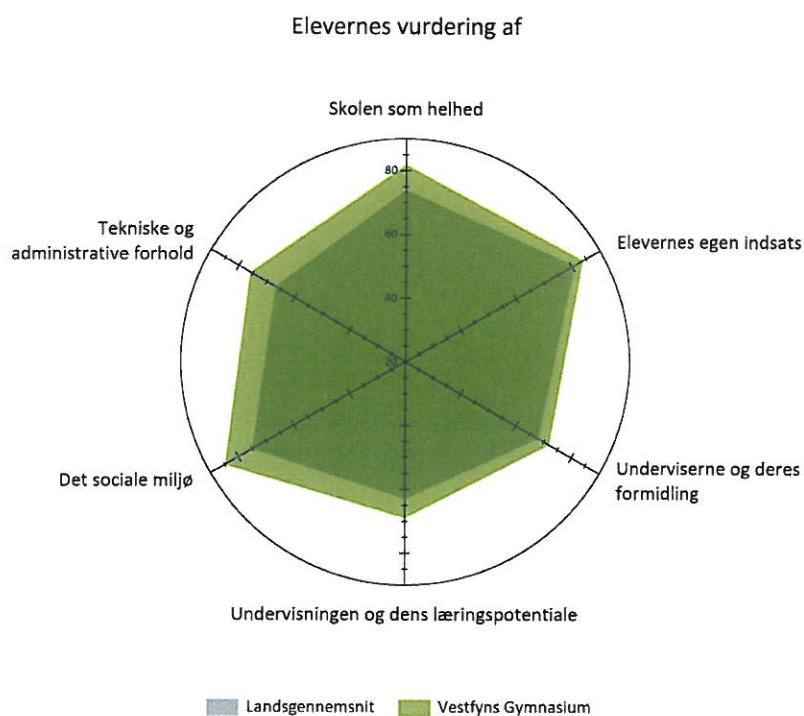 Elevernes vurdering af
Skolen som helhed
80
Tekniske og
administrative forhold
Elevernes egen indsats
60
40
20
Det sociale miljø
Underviserne og deres
formidling
Undervisningen og dens læringspotentiale
Landsgennemsnit
Vestfyns Gymnasium